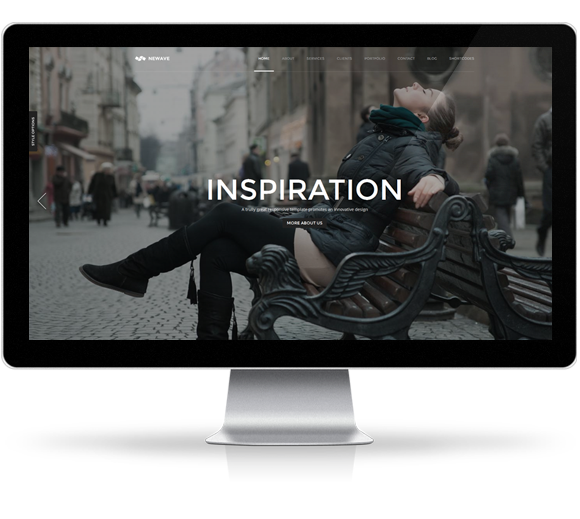 NEWAVE
HOME ABOUT SERVICES CLIENTS PORTFOLIO CONTACT BLOG SHORTCODES
STYLE OPTIONS
INSPIRATION
A truly great responsive template promotes an innovative design
MORE ABOUT US